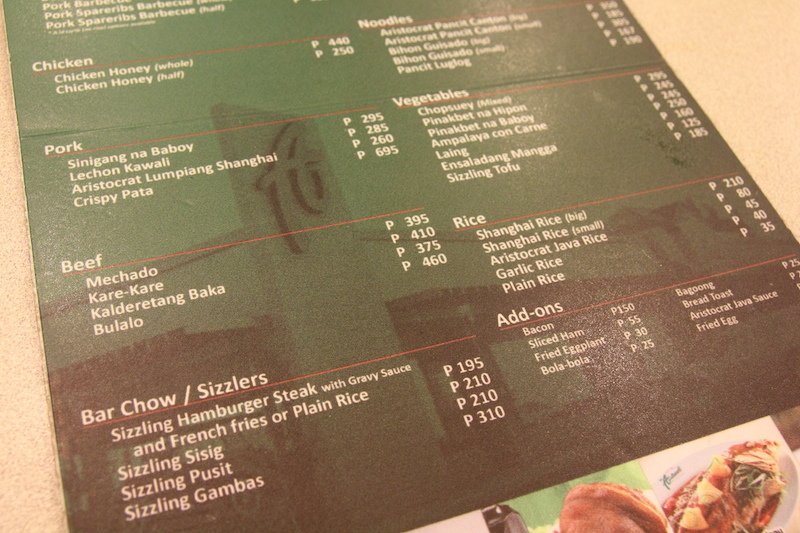 Pork Barbecue
Pork Spareribs Barbecue
Pork Spareribs Barbecue (half)
Chicken
Chicken Honey (whole) P 440
Chicken Honey (half) P 250
Pork
Sinigang na Baboy P 295
Lechon Kawali P 285
Aristocrat Lumpiang Shanghai P 260
Crispy Pata P 695
Beef
Mechado P 395
Kare-Kare P 410
Kalderetang Baka P 375
Bulalo P 460
Bar Chow / Sizzlers
Sizzling Hamburger Steak with Gravy Sauce P 195
and French fries or Plain Rice
Sizzling Sisig P 210
Sizzling Pusit P 210
Sizzling Gambas P 310
Noodles
Aristocrat Pancit Canton (big)
Aristocrat Pancit Canton (small)
Bihon Guisado (big)
Bihon Guisado (small)
Pancit Luglog P 190
Vegetables
Chopsuey (Mixed) P 295
Pinakbet na Hipon P 245
Pinakbet na Baboy P 245
Ampalaya con Carne P 250
Laing P 160
Ensaladang Mangga P 125
Sizzling Tofu P 185
Rice
Shanghai Rice (big) P 210
Shanghai Rice (small) P 80
Aristocrat Java Rice P 45
Garlic Rice P 40
Plain Rice P 35
Add-ons
Bacon P150
Sliced Ham P 55
Fried Eggplant P 30
Bola-bola P 25
Bagoong
Bread Toast
Aristocrat Java Sauce
Fried Egg